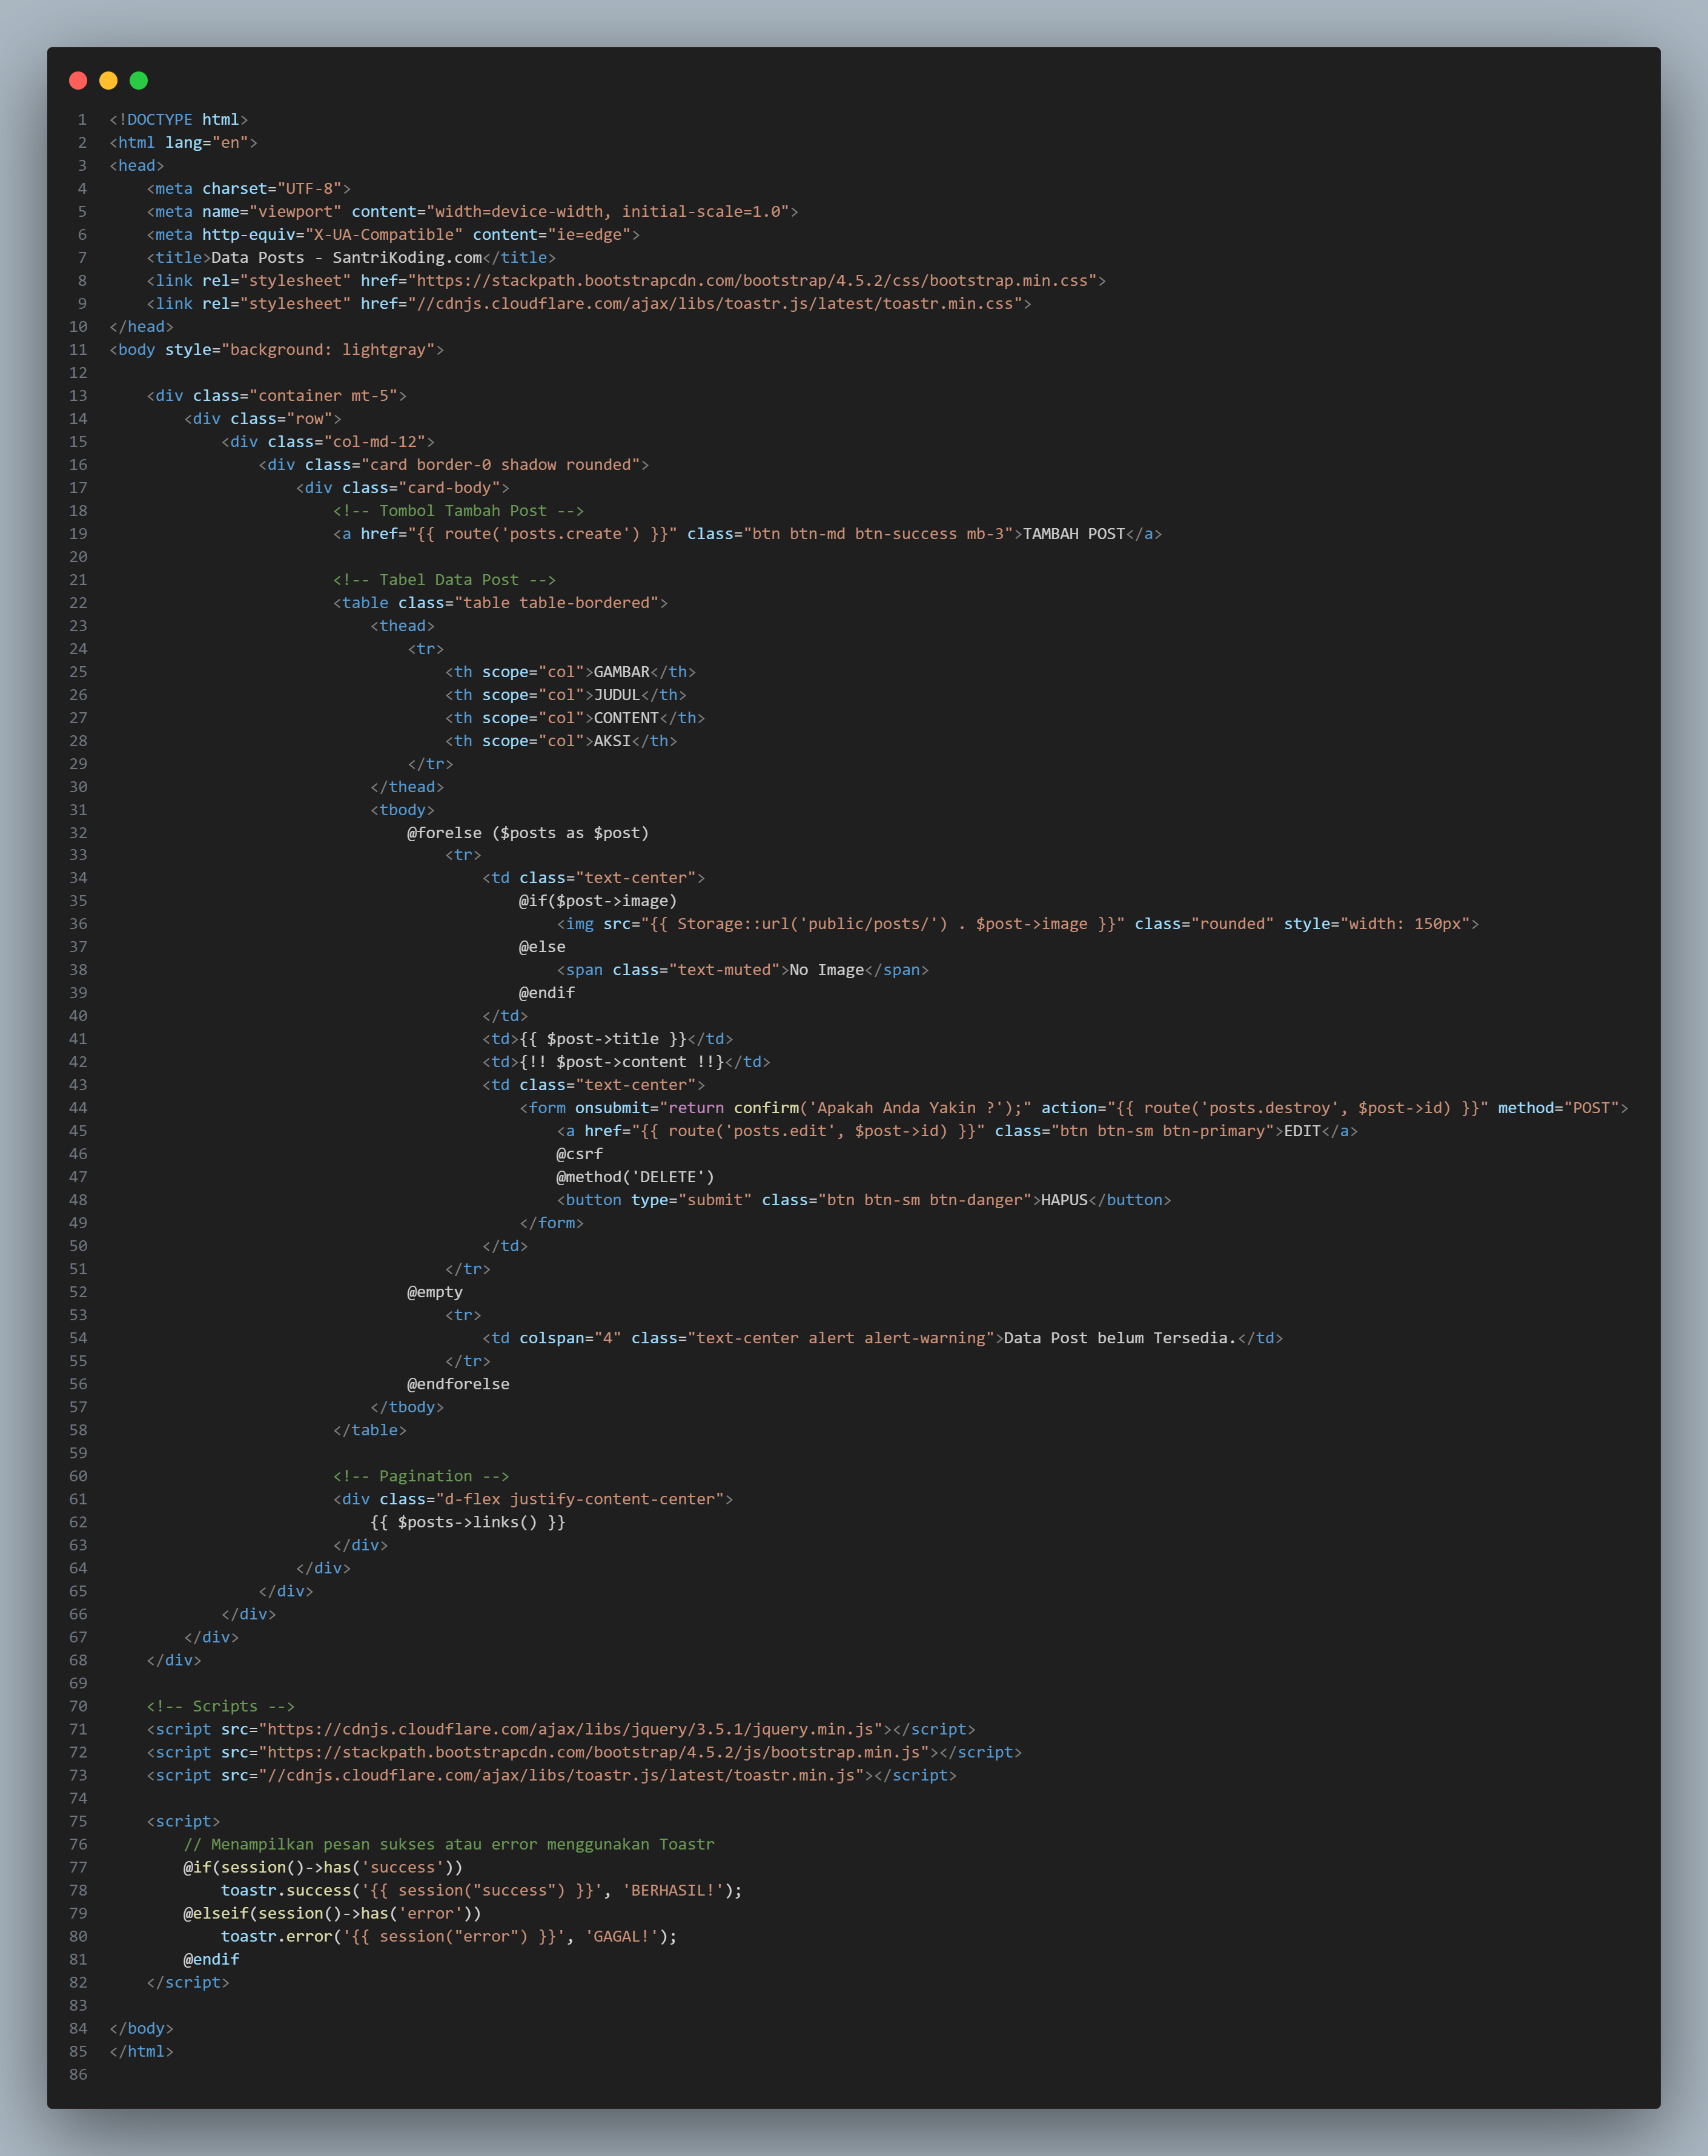 1 <!DOCTYPE html>
2 <html lang="en">
3 <head>
4     <meta charset="UTF-8">
5     <meta name="viewport" content="width=device-width, initial-scale=1.0">
6     <meta http-equiv="X-UA-Compatible" content="ie=edge">
7     <title>Data Posts - SantriKoding.com</title>
8     <link rel="stylesheet" href="https://stackpath.bootstrapcdn.com/bootstrap/4.5.2/css/bootstrap.min.css">
9     <link rel="stylesheet" href="//cdnjs.cloudflare.com/ajax/libs/toastr.js/latest/toastr.min.css">
10 </head>
11 <body style="background: lightgray">
12
13     <div class="container mt-5">
14         <div class="row">
15             <div class="col-md-12">
16                 <div class="card border-0 shadow rounded">
17                     <div class="card-body">
18                         <!-- Tombol Tambah Post -->
19                         <a href="{{ route('posts.create') }}" class="btn btn-md btn-success mb-3">TAMBAH POST</a>
20
21                         <!-- Tabel Data Post -->
22                         <table class="table table-bordered">
23                             <thead>
24                                 <tr>
25                                     <th scope="col">GAMBAR</th>
26                                     <th scope="col">JUDUL</th>
27                                     <th scope="col">CONTENT</th>
28                                     <th scope="col">AKSI</th>
29                                 </tr>
30                             </thead>
31                             <tbody>
32                                 @forelse ($posts as $post)
33                                     <tr>
34                                         <td class="text-center">
35                                             @if($post->image)
36                                                 <img src="{{ Storage::url('public/posts/') . $post->image }}" class="rounded" style="width: 150px">
37                                             @else
38                                                 <span class="text-muted">No Image</span>
39                                             @endif
40                                         </td>
41                                         <td>{{ $post->title }}</td>
42                                         <td>{!! $post->content !!}</td>
43                                         <td class="text-center">
44                                             <form onsubmit="return confirm('Apakah Anda Yakin ?');" action="{{ route('posts.destroy', $post->id) }}" method="POST">
45                                                 <a href="{{ route('posts.edit', $post->id) }}" class="btn btn-sm btn-primary">EDIT</a>
46                                                 @csrf
47                                                 @method('DELETE')
48                                                 <button type="submit" class="btn btn-sm btn-danger">HAPUS</button>
49                                             </form>
50                                         </td>
51                                     </tr>
52                                 @empty
53                                     <tr>
54                                         <td colspan="4" class="text-center alert alert-warning">Data Post belum Tersedia.</td>
55                                     </tr>
56                                 @endforelse
57                             </tbody>
58                         </table>
59
60                         <!-- Pagination -->
61                         <div class="d-flex justify-content-center">
62                             {{ $posts->links() }}
63                         </div>
64                     </div>
65                 </div>
66             </div>
67         </div>
68     </div>
69
70     <!-- Scripts -->
71     <script src="https://cdnjs.cloudflare.com/ajax/libs/jquery/3.5.1/jquery.min.js"></script>
72     <script src="https://stackpath.bootstrapcdn.com/bootstrap/4.5.2/js/bootstrap.min.js"></script>
73     <script src="//cdnjs.cloudflare.com/ajax/libs/toastr.js/latest/toastr.min.js"></script>
74
75     <script>
76         // Menampilkan pesan sukses atau error menggunakan Toastr
77         @if(session()->has('success'))
78             toastr.success('{{ session("success") }}', 'BERHASIL!');
79         @elseif(session()->has('error'))
80             toastr.error('{{ session("error") }}', 'GAGAL!');
81         @endif
82     </script>
83
84 </body>
85 </html>
86